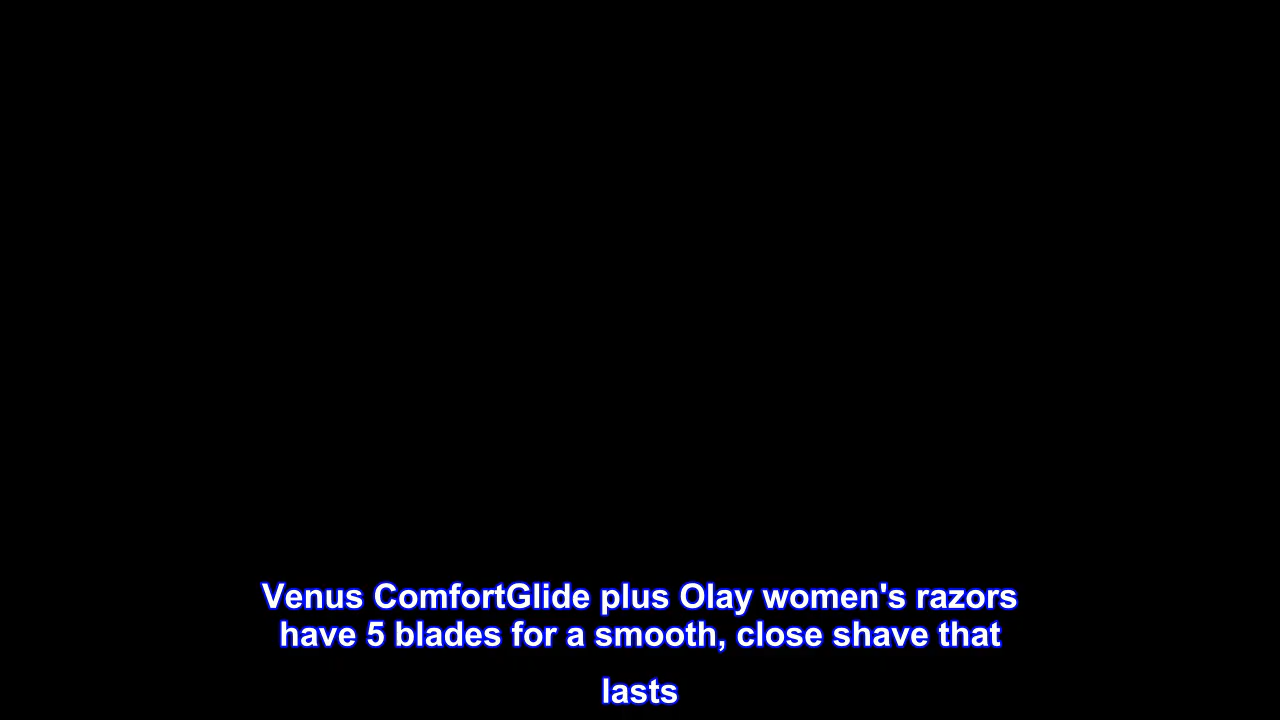 Venus ComfortGlide plus Olay women's razors
have 5 blades for a smooth, close shave that
lasts